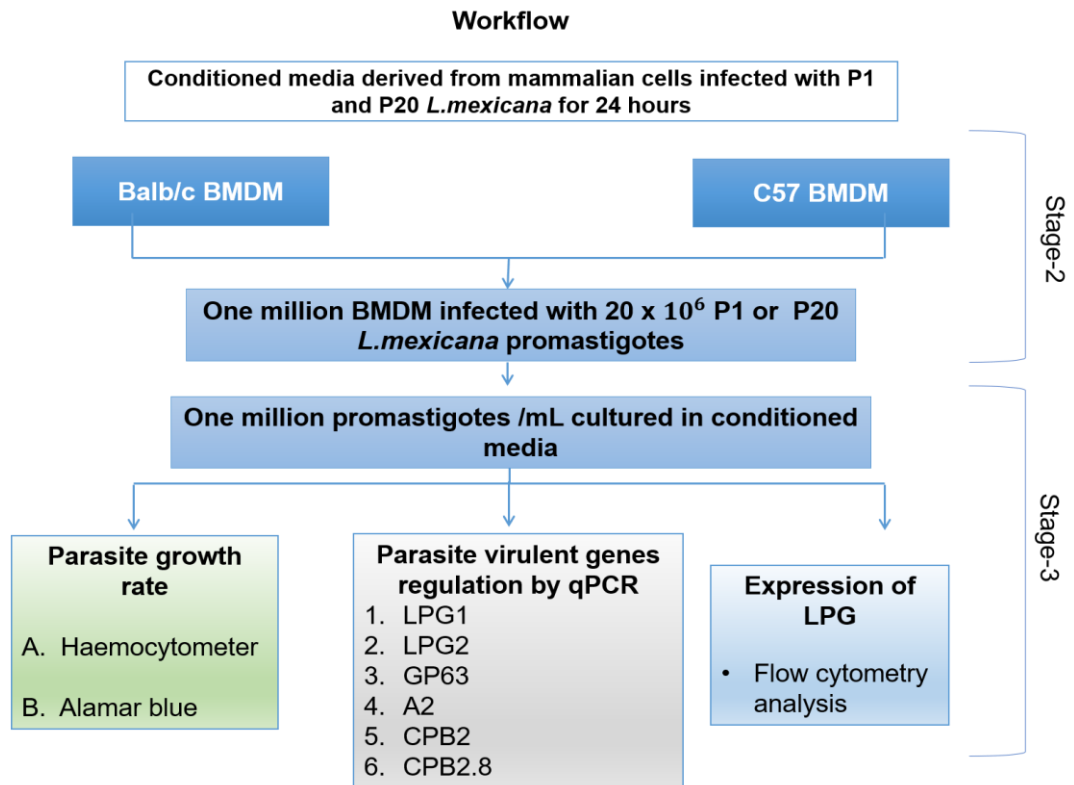 Workflow
Conditioned media derived from mammalian cells infected with P1
and P20 L.mexicana for 24 hours
Balb/c BMDM
C57 BMDM
Stage-2
One million BMDM infected with 20 x 10⁶ P1 or P20
L.mexicana promastigotes
One million promastigotes /mL cultured in conditioned
media
Stage-3
Parasite growth
rate
A. Haemocytometer
B. Alamar blue
Parasite virulent genes
regulation by qPCR
1. LPG1
2. LPG2
3. GP63
4. A2
5. CPB2
6. CPB2.8
Expression of
LPG
• Flow cytometry
analysis